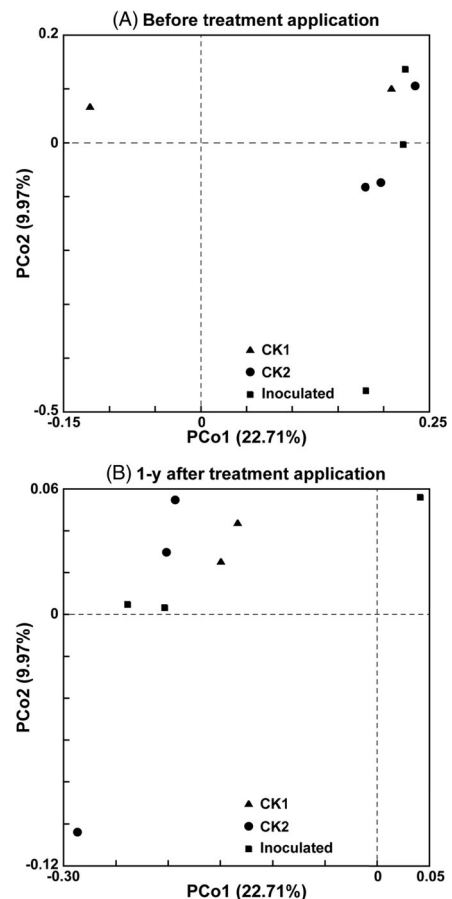 (A) Before treatment application
0.2
0
-0.5
PCo2 (9.97%)
CK1
CK2
Inoculated
-0.15 0 0.25
PCo1 (22.71%)
(B) 1-y after treatment application
0.06
0
-0.12
PCo2 (9.97%)
CK1
CK2
Inoculated
-0.30 0 0.05
PCo1 (22.71%)